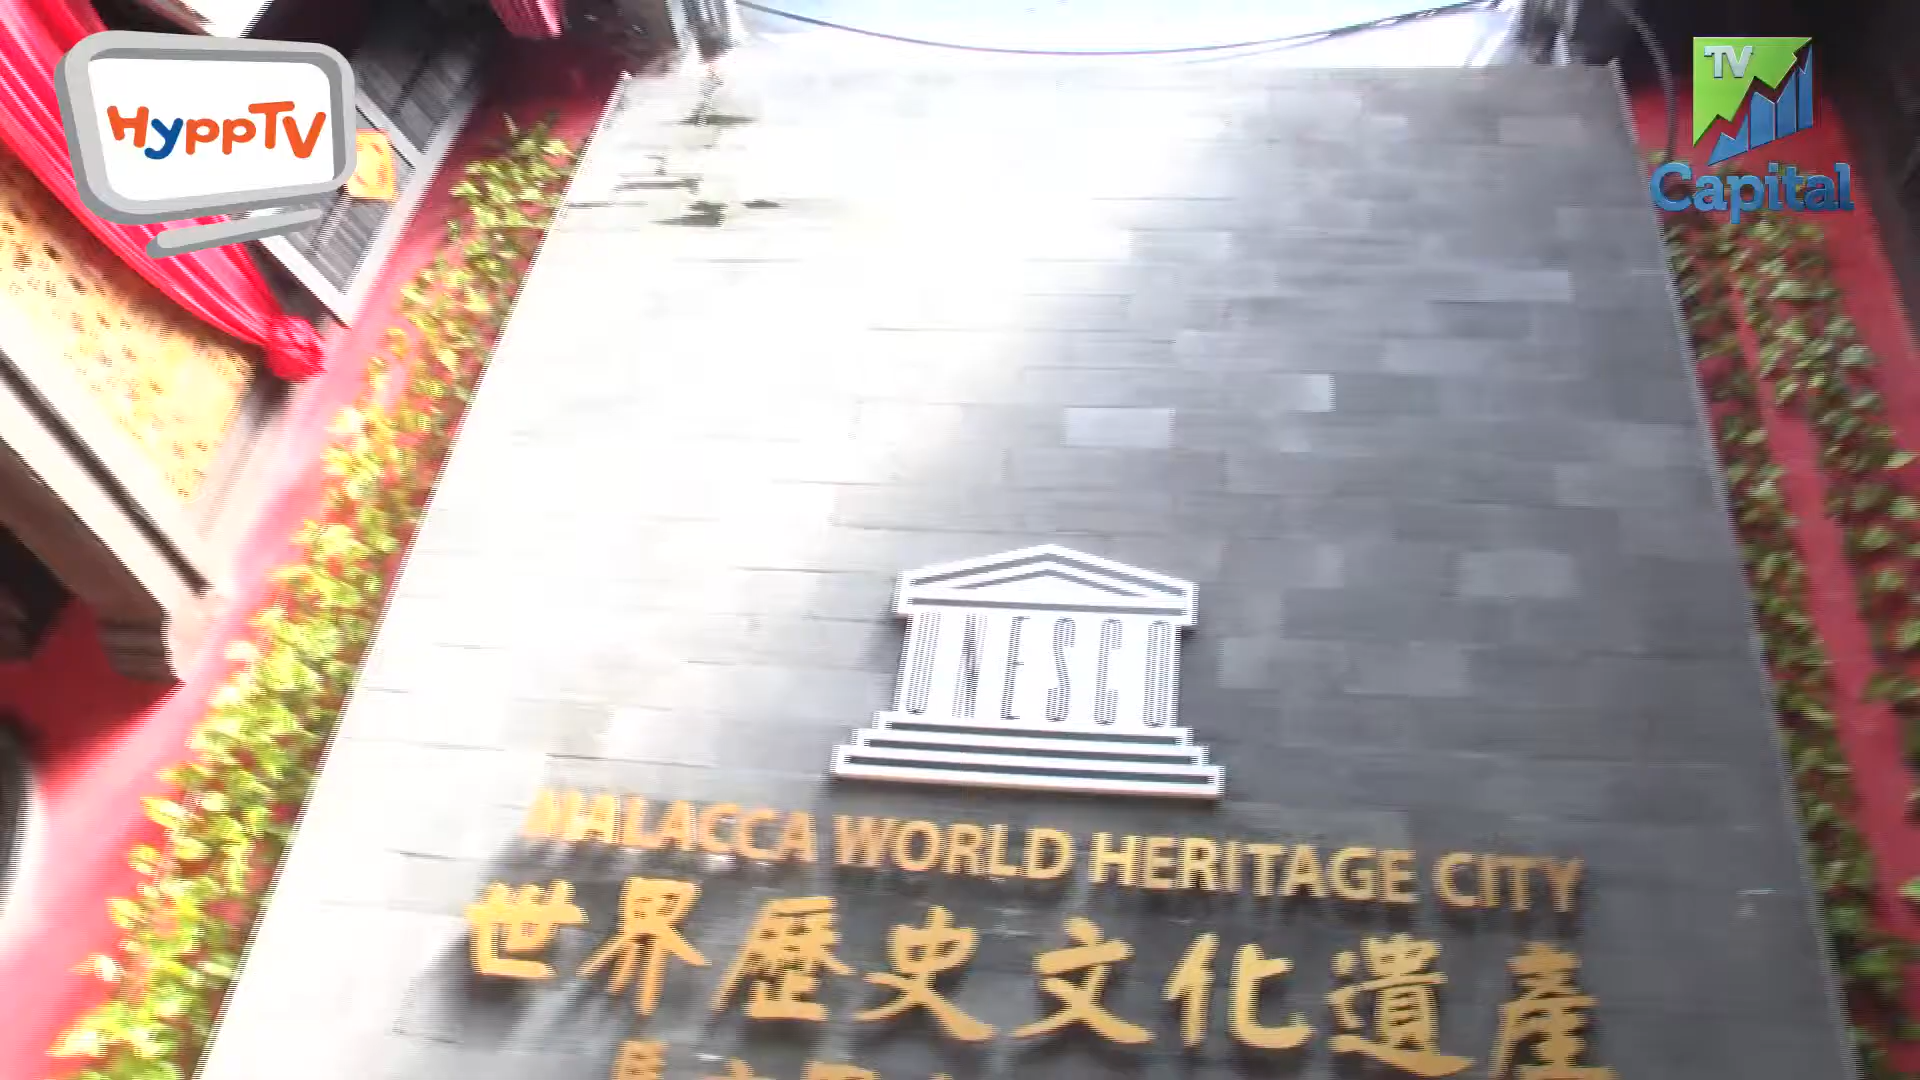 HyppTV
TV
Capital
UNESCO
MALACCA WORLD HERITAGE CITY
世界歷史文化遺產